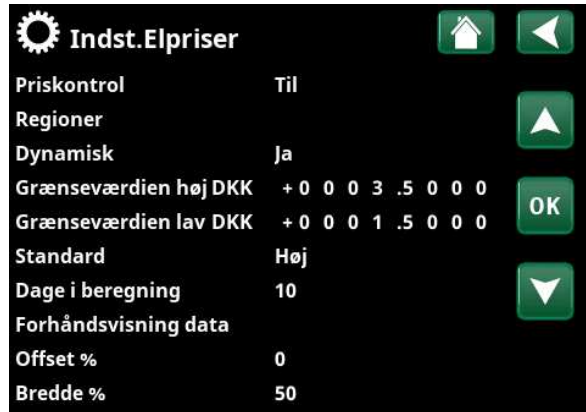 Indst.Elpriser
Priskontrol Til
Regioner
Dynamisk Ja
Grænseværdien høj DKK +0 0 0 3 .5 0 0 0
Grænseværdien lav DKK +0 0 0 1 .5 0 0 0
OK
Standard Høj
Dage i beregning 10
Forhåndsvisning data
Offset % 0
Bredde % 50